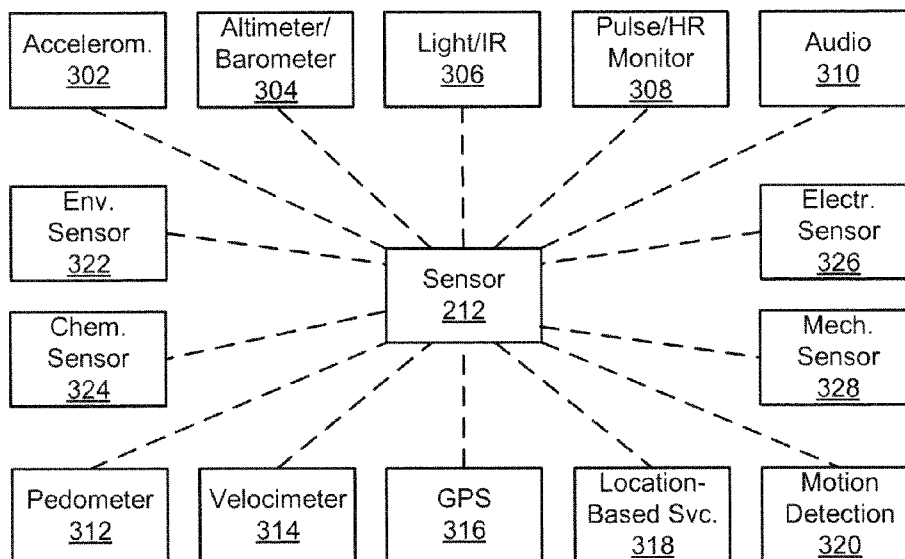 Accelerom.
302
Altimeter/
Barometer
304
Light/IR
306
Pulse/HR
Monitor
308
Audio
310
Env.
Sensor
322
Sensor
212
Electr.
Sensor
326
Chem.
Sensor
324
Mech.
Sensor
328
Pedometer
312
Velocimeter
314
GPS
316
Location-
Based Svc.
318
Motion
Detection
320